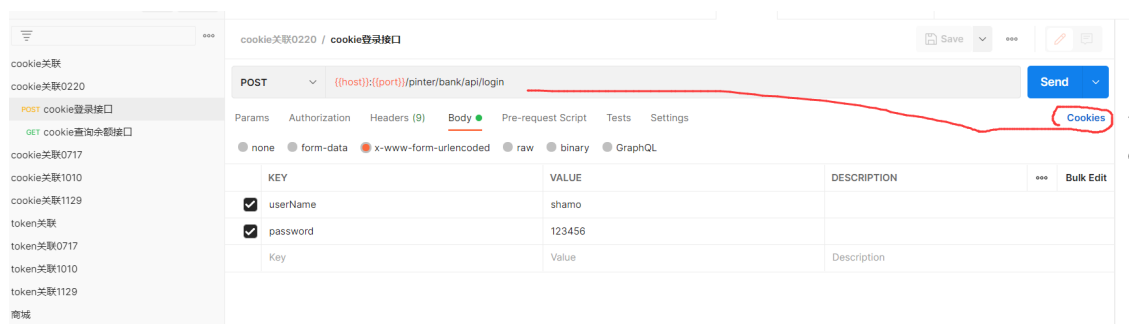 cookie关联0220 / cookie登录接口
Save
cookie关联
cookie关联0220
POST cookie登录接口
GET cookie查询余额接口
cookie关联0717
cookie关联1010
cookie关联1129
token关联
token关联0717
token关联1010
token关联1129
商城
POST {{host}}:{{port}}/pinter/bank/api/login Send
Params Authorization Headers (9) Body Pre-request Script Tests Settings Cookies
none form-data x-www-form-urlencoded raw binary GraphQL
KEY VALUE DESCRIPTION Bulk Edit
userName shamo
password 123456
Key Value Description